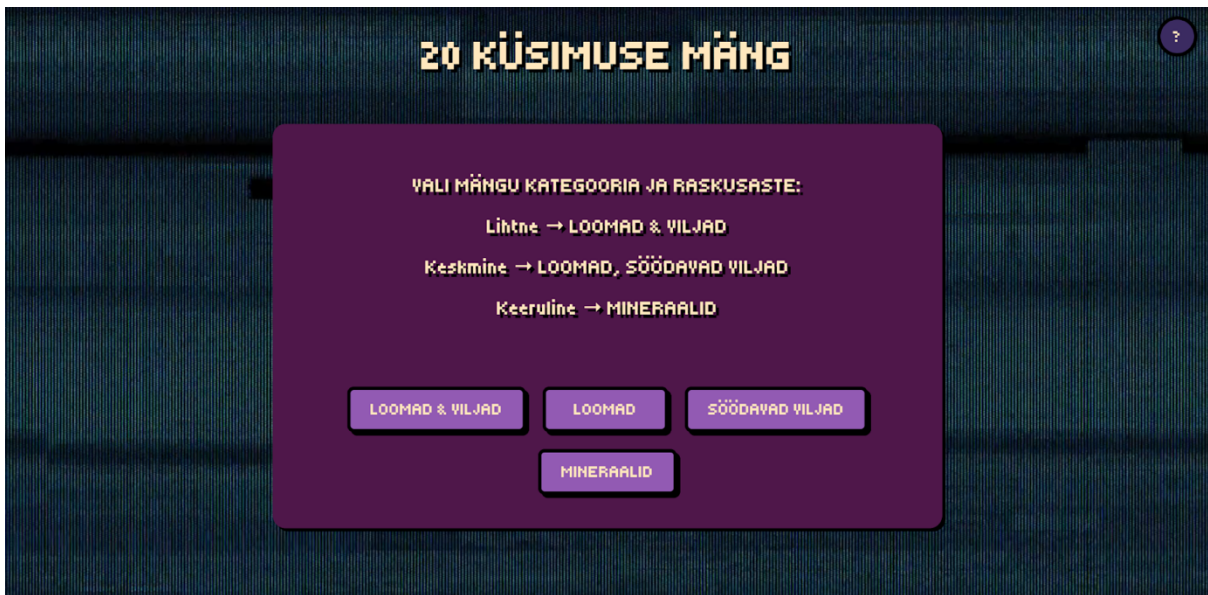 20 KÜSIMUSE MÄNG
?
VALI MÄNGU KATEGOORIA JA RASKUSASTE:
Lihtne → LOOMAD & VILJAD
Keskmine → LOOMAD, SÖÖDAVAD VILJAD
Keeruline → MINERAALID
LOOMAD & VILJAD
LOOMAD
SÖÖDAVAD VILJAD
MINERAALID